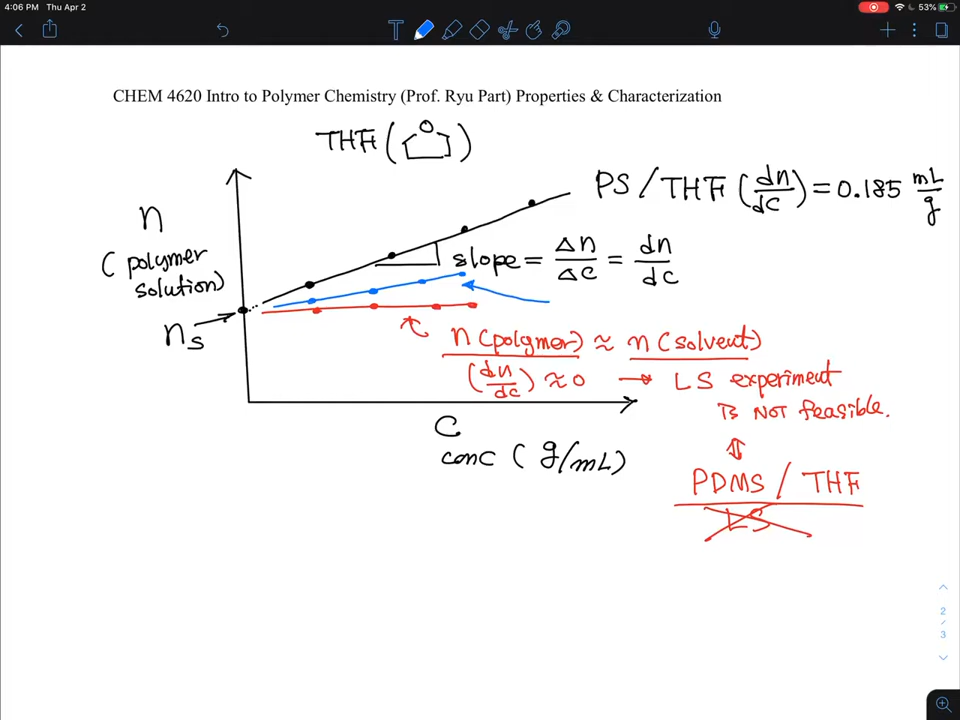 4:06 PM Thu Apr 2
53%
CHEM 4620 Intro to Polymer Chemistry (Prof. Ryu Part) Properties & Characterization
THF (O)
PS / THF (dn/dc) = 0.185 mL/g
n
(polymer
solution)
slope = Δn/Δc = dn/dc
ns
n (polymer) ≈ n (solvent)
(dn/dc) ≈ 0 → LS experiment
is NOT feasible.
C
conc (g/mL)
⇕
PDMS / THF
LS
2
/
3